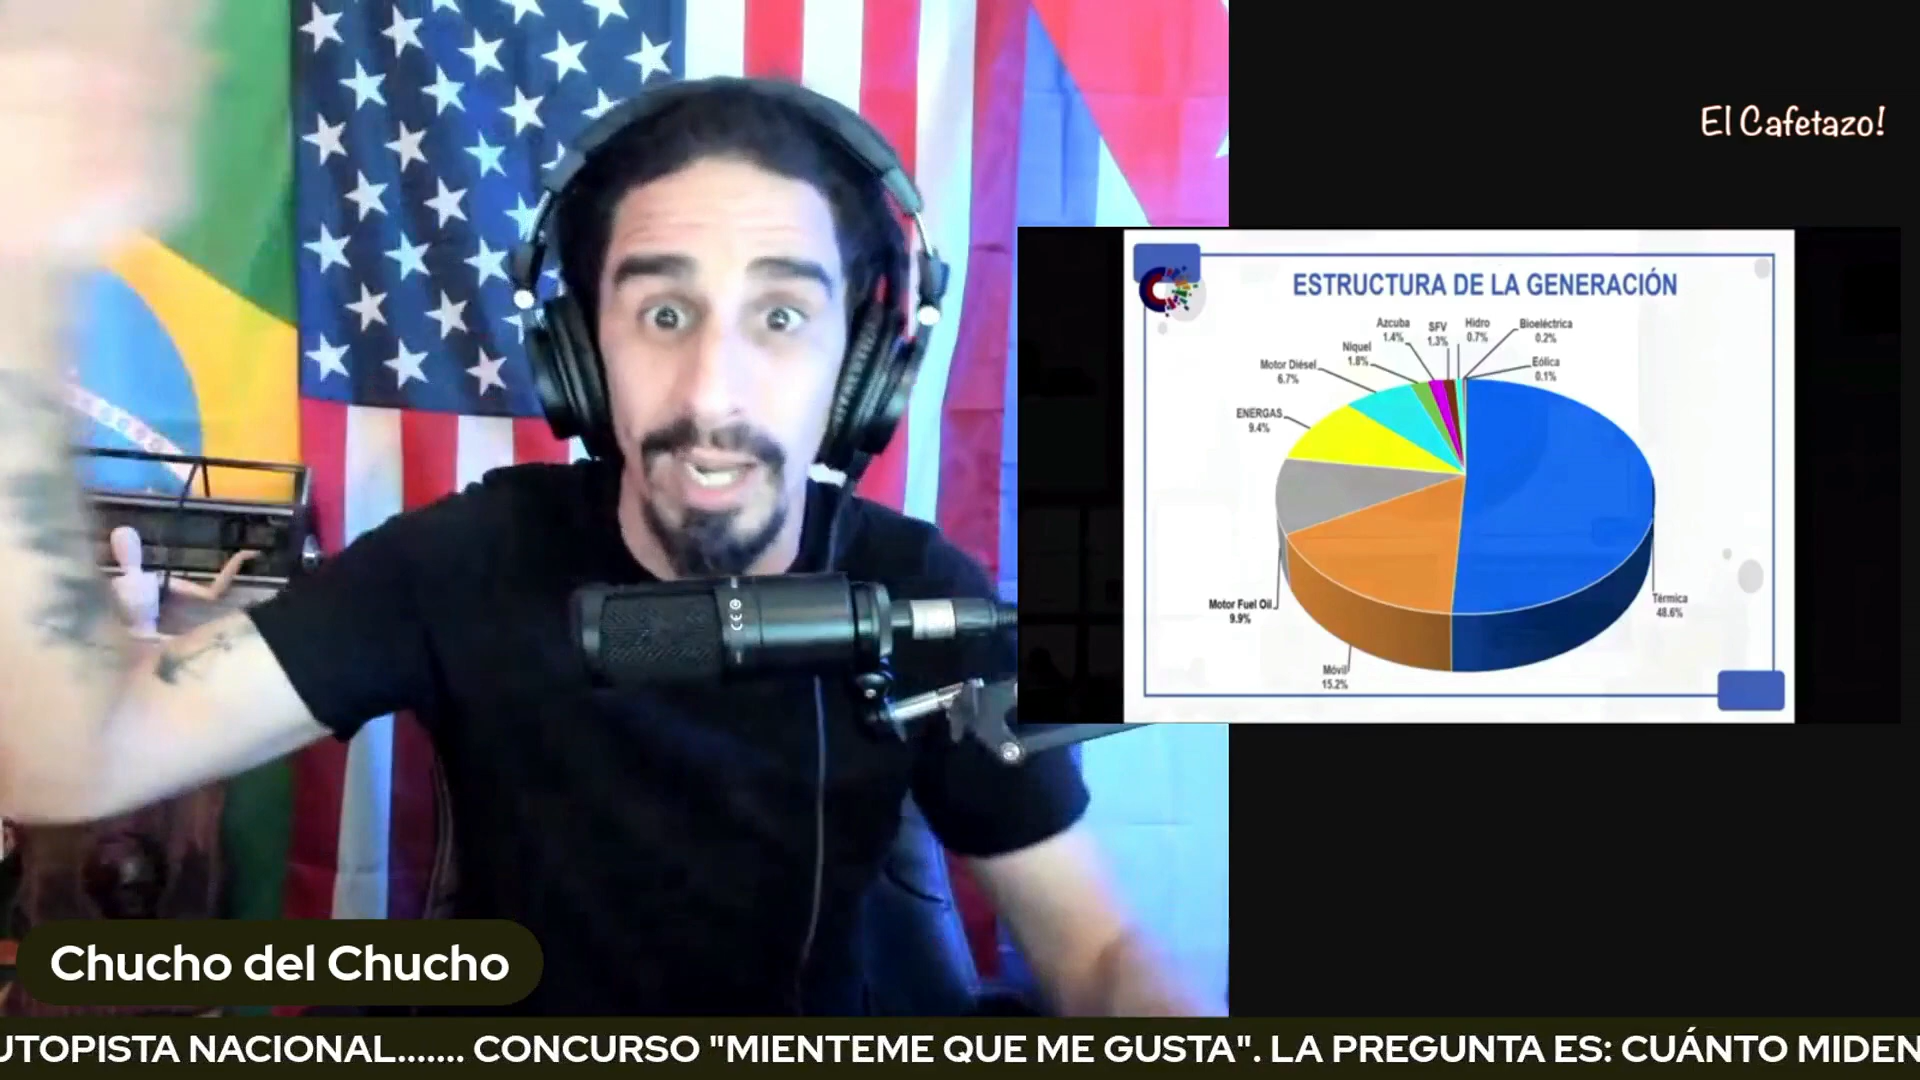 El Cafetazo!
ESTRUCTURA DE LA GENERACIÓN
Azcuba
1.4%
SFV
1.3%
Hidro
0.7%
Bioeléctrica
0.2%
Níquel
1.6%
Eólica
0.1%
Motor Diésel
6.7%
ENERGAS
9.4%
Térmica
48.6%
Motor Fuel Oil
9.9%
Móvil
15.2%
CE
Chucho del Chucho
UTOPISTA NACIONAL....... CONCURSO "MIENTEME QUE ME GUSTA". LA PREGUNTA ES: CUÁNTO MIDEN